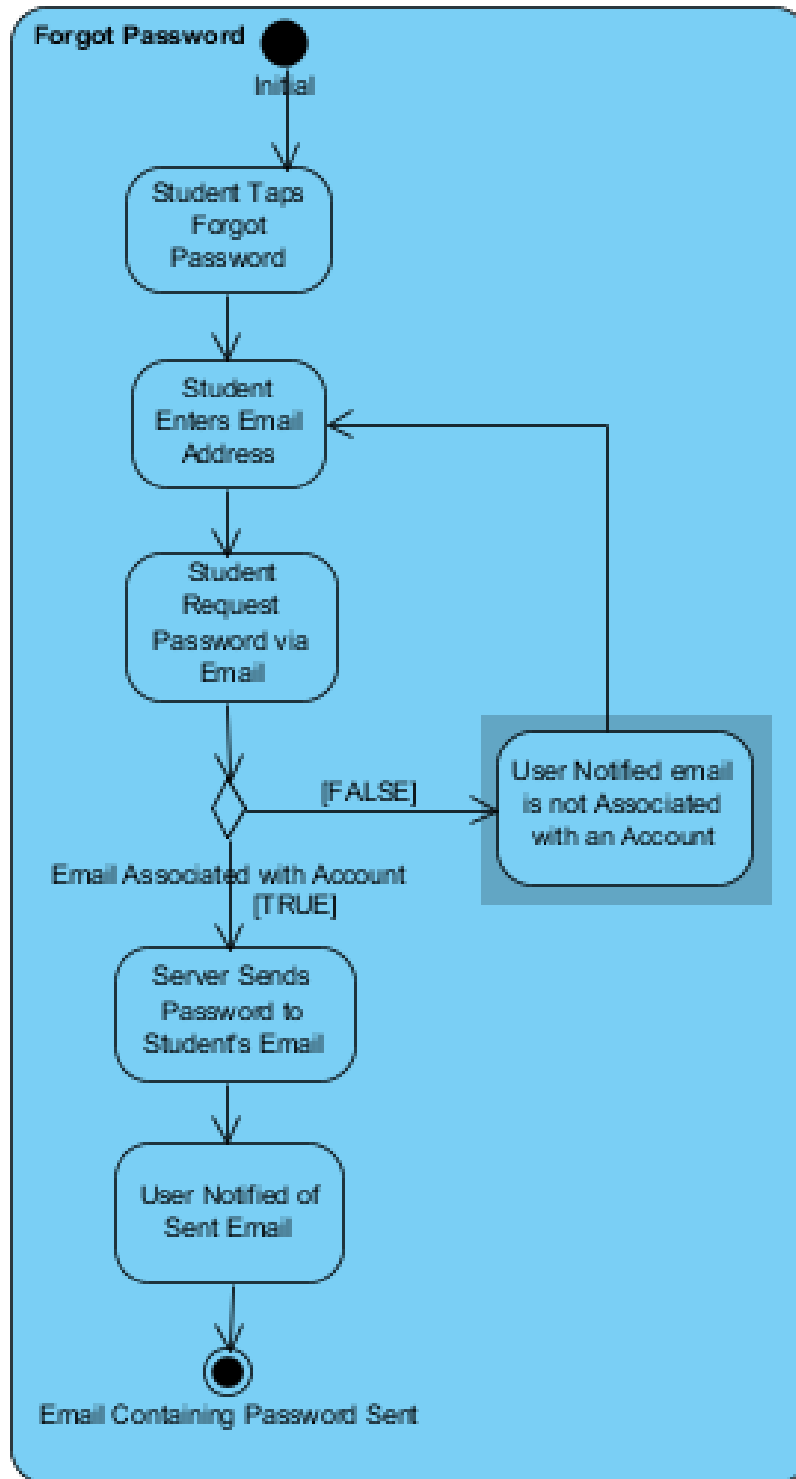 Forgot Password
Initial
Student Taps
Forgot
Password
Student
Enters Email
Address
Student
Request
Password via
Email
[FALSE]
User Notified email
is not Associated
with an Account
Email Associated with Account
[TRUE]
Server Sends
Password to
Student's Email
User Notified of
Sent Email
Email Containing Password Sent